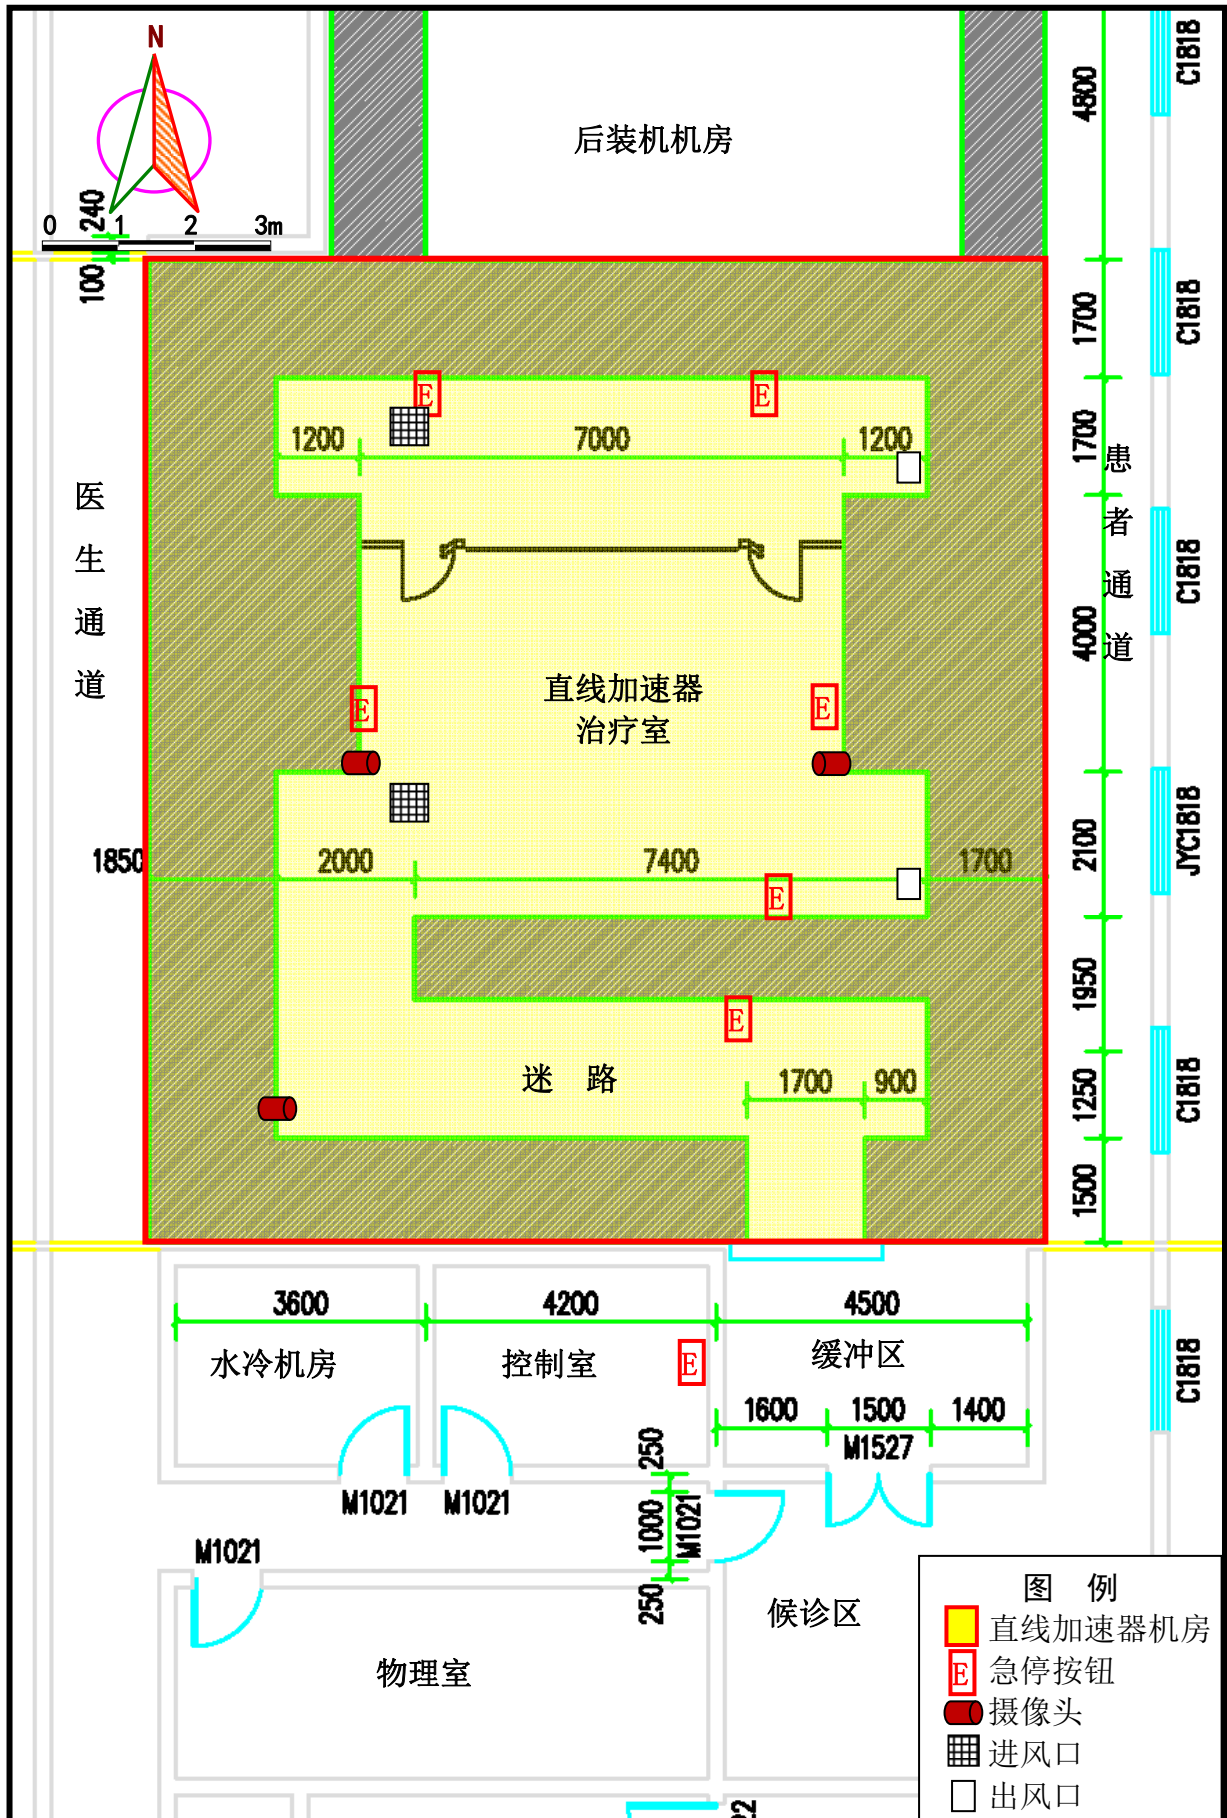 N
C1818
4800
后装机机房
240
0 1 2 3m
100
1700
C1818
E
E
1200
7000
1200
1700
患者通道
医生通道
C1818
4000
直线加速器
治疗室
E
E
1850
2000
7400
1700
2100
JYC1818
E
1950
E
迷 路
1700
900
1250
C1818
1500
3600
4200
4500
水冷机房
控制室
E
缓冲区
C1818
1600
1500
1400
M1527
250
M1021
M1021
1000
M1021
M1021
250
候诊区
物理室
图 例
直线加速器机房
E 急停按钮
摄像头
进风口
出风口